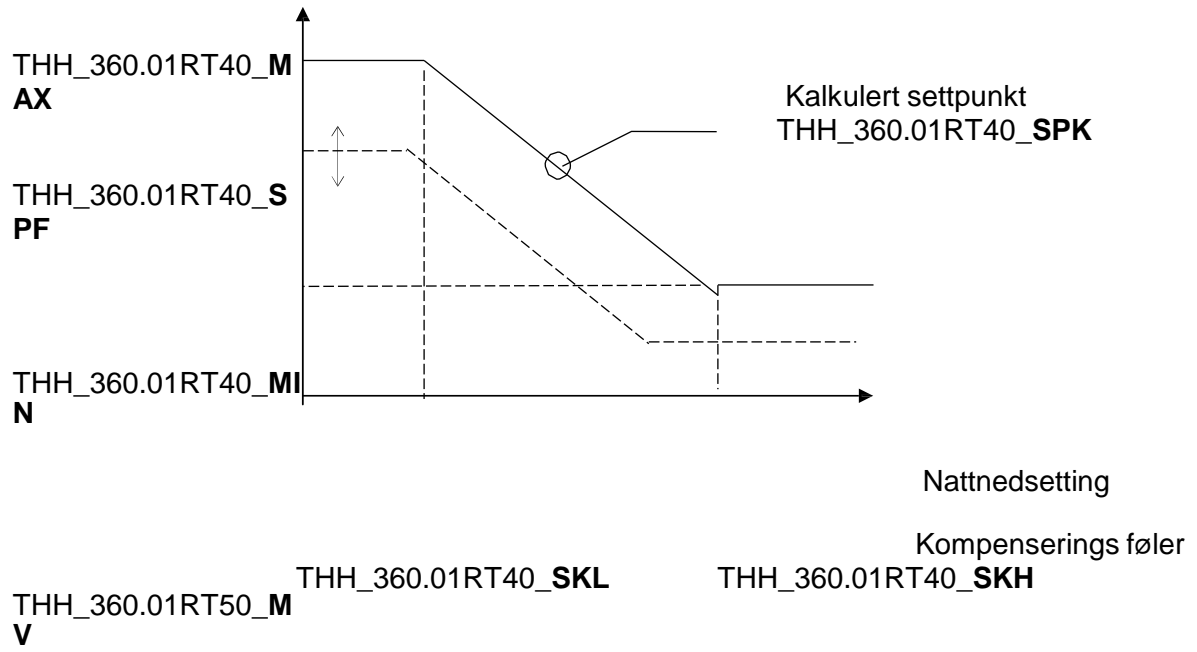 THH_360.01RT40_M
AX
Kalkulert settpunkt
THH_360.01RT40_SPK
THH_360.01RT40_S
PF
THH_360.01RT40_MI
N
Nattnedsetting
Kompenserings føler
THH_360.01RT40_SKL
THH_360.01RT40_SKH
THH_360.01RT50_M
V